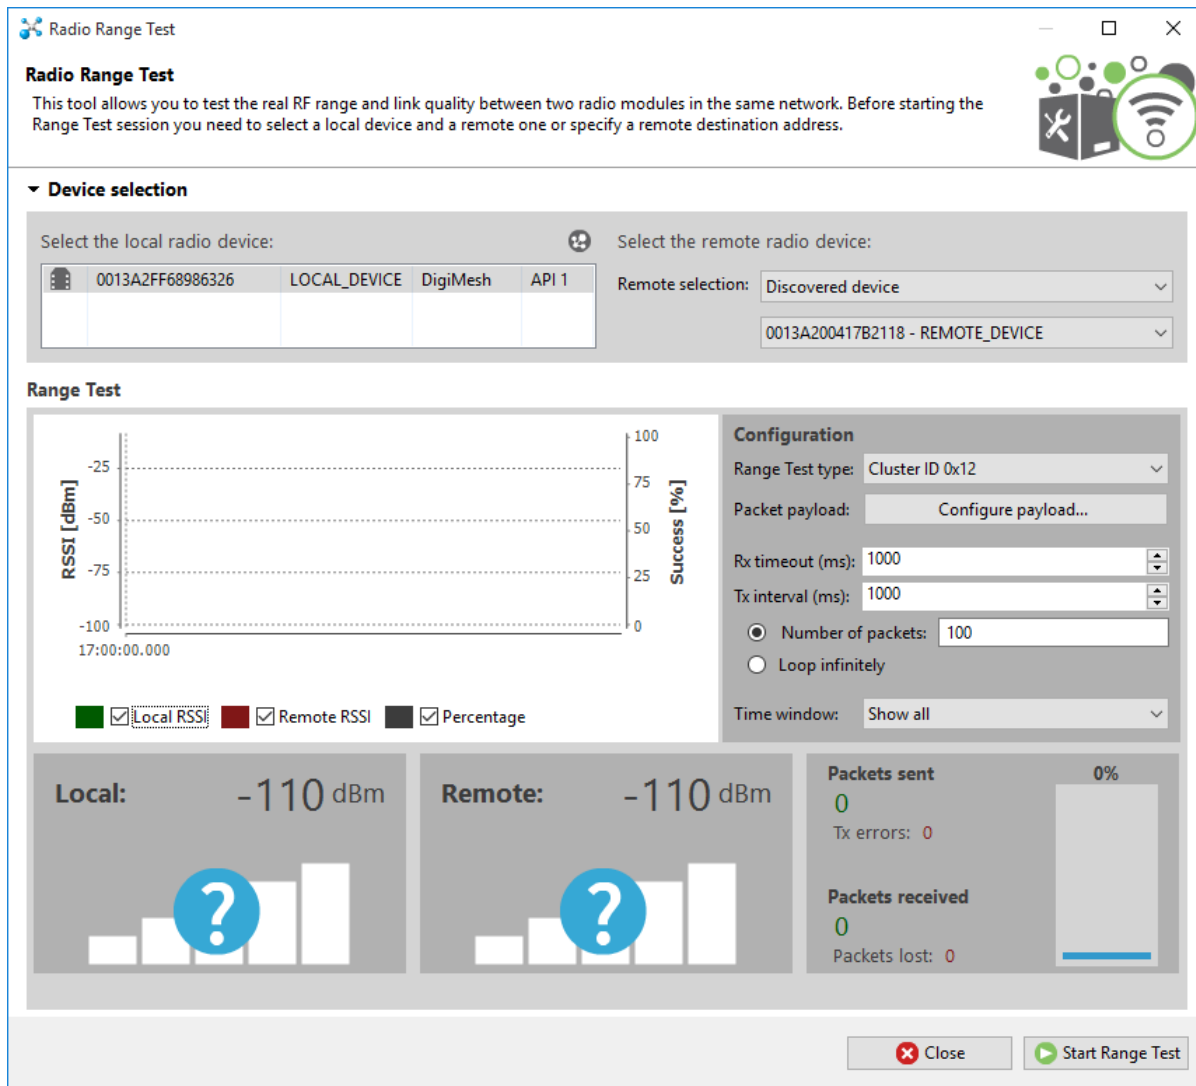 Radio Range Test
Radio Range Test
This tool allows you to test the real RF range and link quality between two radio modules in the same network. Before starting the
Range Test session you need to select a local device and a remote one or specify a remote destination address.
Device selection
Select the local radio device:
0013A2FF68986326 LOCAL_DEVICE DigiMesh API 1
Select the remote radio device:
Remote selection: Discovered device
0013A200417B2118 - REMOTE_DEVICE
Range Test
RSSI [dBm]
-25
-50
-75
-100
17:00:00.000
100
75
50
25
0
Success [%]
Local RSSI Remote RSSI Percentage
Configuration
Range Test type: Cluster ID 0x12
Packet payload: Configure payload...
Rx timeout (ms): 1000
Tx interval (ms): 1000
Number of packets: 100
Loop infinitely
Time window: Show all
Local: -110 dBm
?
Remote: -110 dBm
?
Packets sent
0
Tx errors: 0
Packets received
0
Packets lost: 0
0%
Close Start Range Test